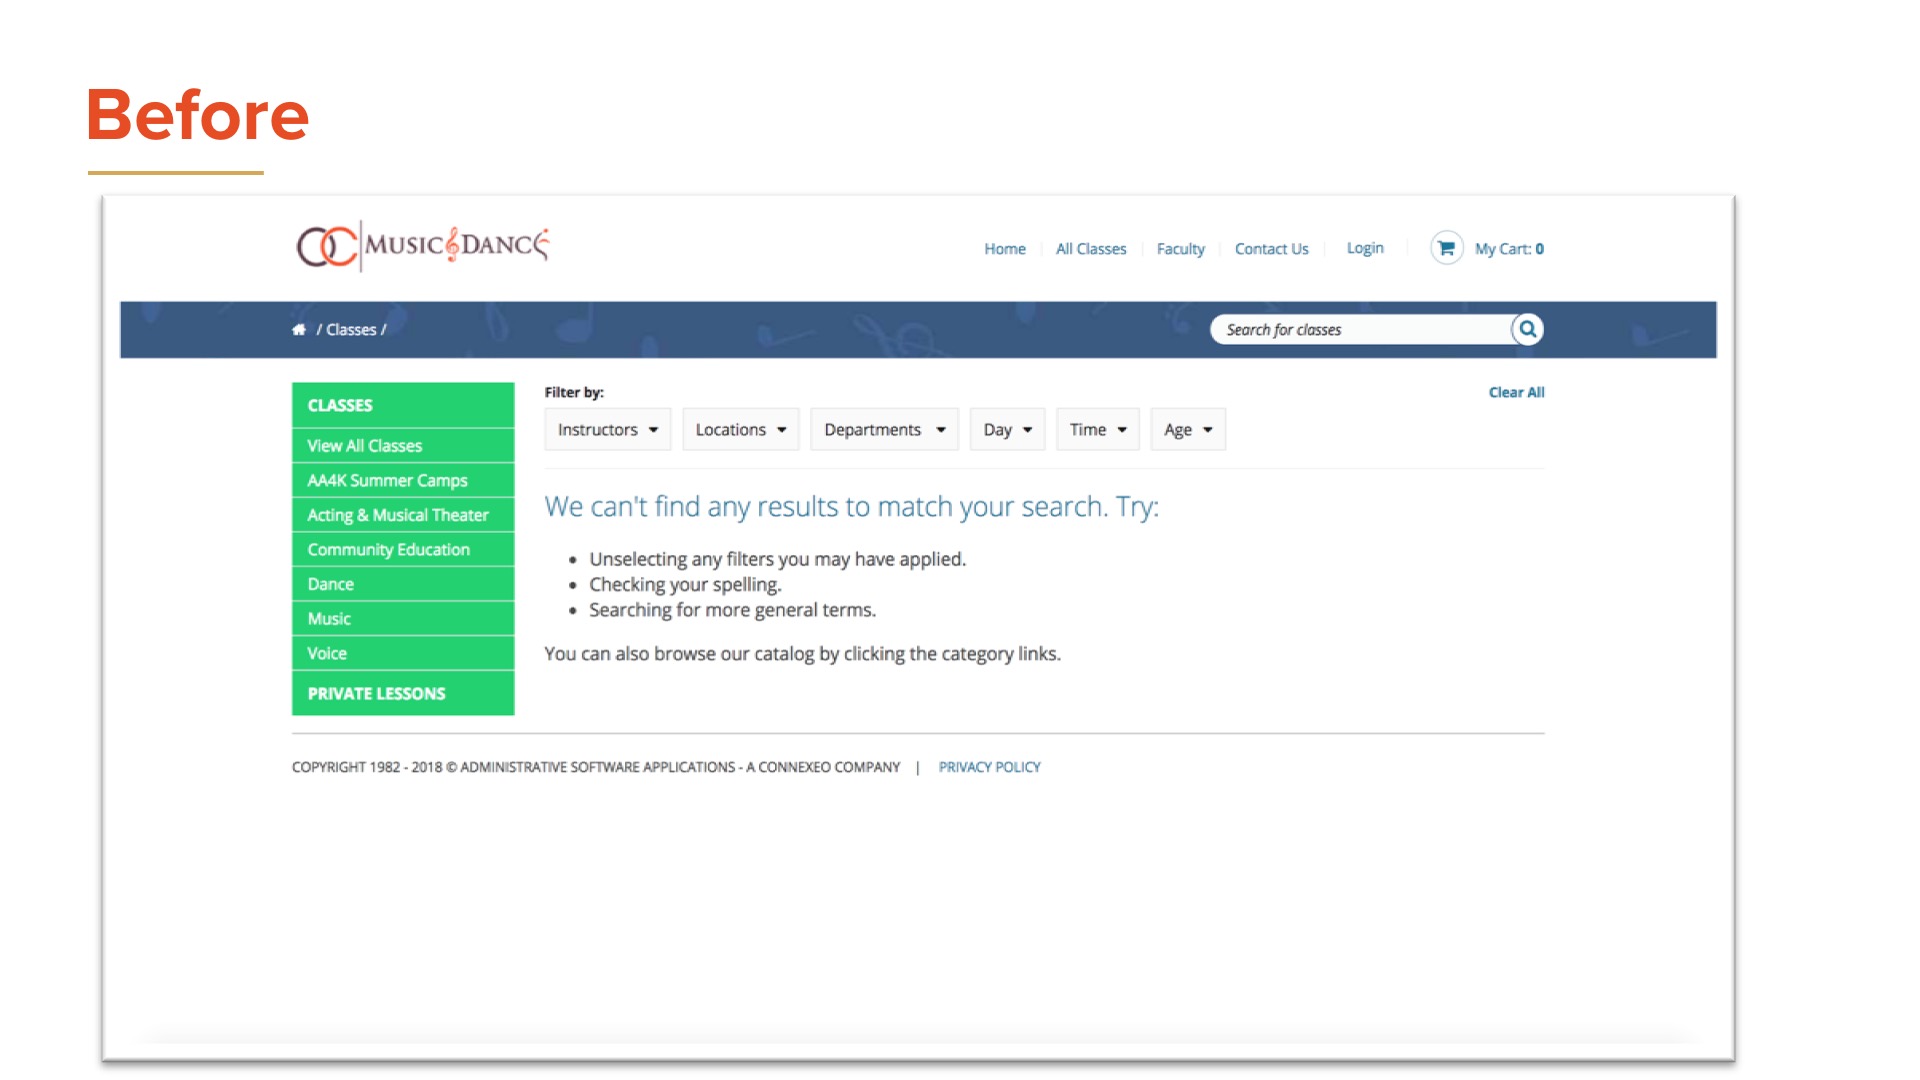 Before
OC MUSIC & DANCE
Home
All Classes
Faculty
Contact Us
Login
My Cart: 0
/ Classes /
Search for classes
CLASSES
View All Classes
AA4K Summer Camps
Acting & Musical Theater
Community Education
Dance
Music
Voice
PRIVATE LESSONS
Filter by:
Clear All
Instructors
Locations
Departments
Day
Time
Age
We can't find any results to match your search. Try:
• Unselecting any filters you may have applied.
• Checking your spelling.
• Searching for more general terms.
You can also browse our catalog by clicking the category links.
COPYRIGHT 1982 - 2018 © ADMINISTRATIVE SOFTWARE APPLICATIONS - A CONNEXEO COMPANY | PRIVACY POLICY